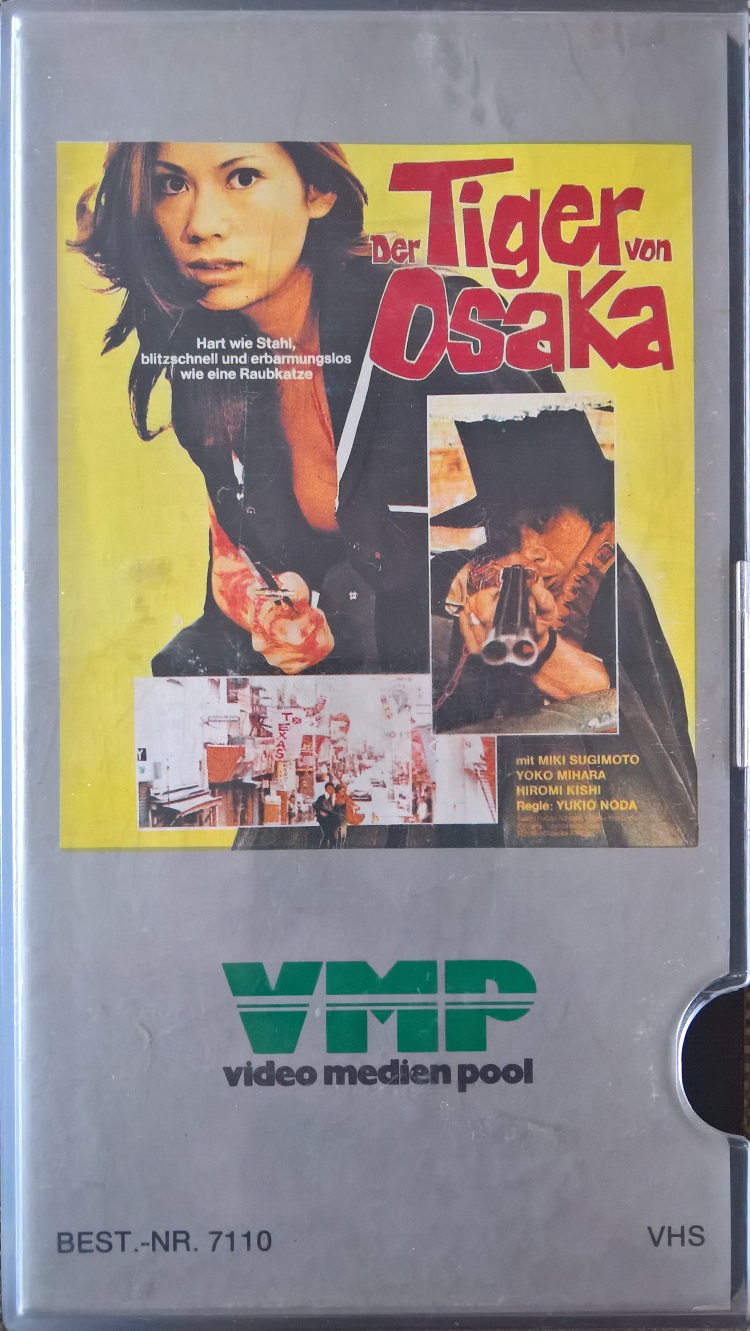 Der Tiger von
Osaka
Hart wie Stahl,
blitzschnell und erbarmungslos
wie eine Raubkatze
TEXAS
mit MIKI SUGIMOTO
YOKO MIHARA
HIROMI KISHI
Regie: YUKIO NODA
VMP
video medien pool
BEST.-NR. 7110
VHS